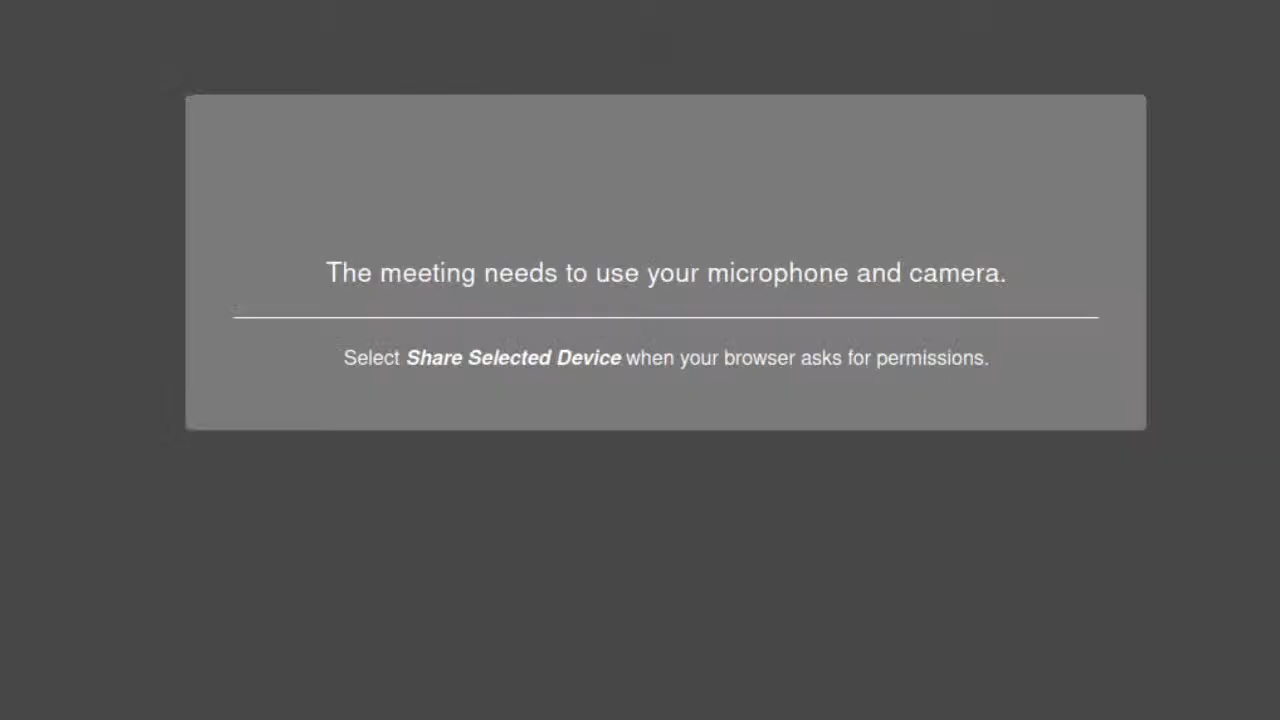 The meeting needs to use your microphone and camera.
Select Share Selected Device when your browser asks for permissions.